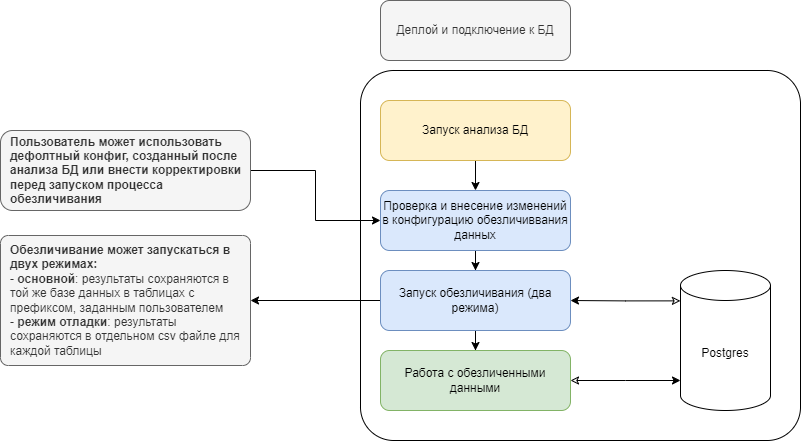 Деплой и подключение к БД
Запуск анализа БД
Пользователь может использовать
дефолтный конфиг, созданный после
анализа БД или внести корректировки
перед запуском процесса
обезличивания
Проверка и внесение изменений
в конфигурацию обезличиввания
данных
Обезличивание может запускаться в
двух режимах:
- основной: результаты сохраняются в
той же базе данных в таблицах с
префиксом, заданным пользователем
- режим отладки: результаты
сохраняются в отдельном csv файле для
каждой таблицы
Запуск обезличивания (два
режима)
Postgres
Работа с обезличенными
данными